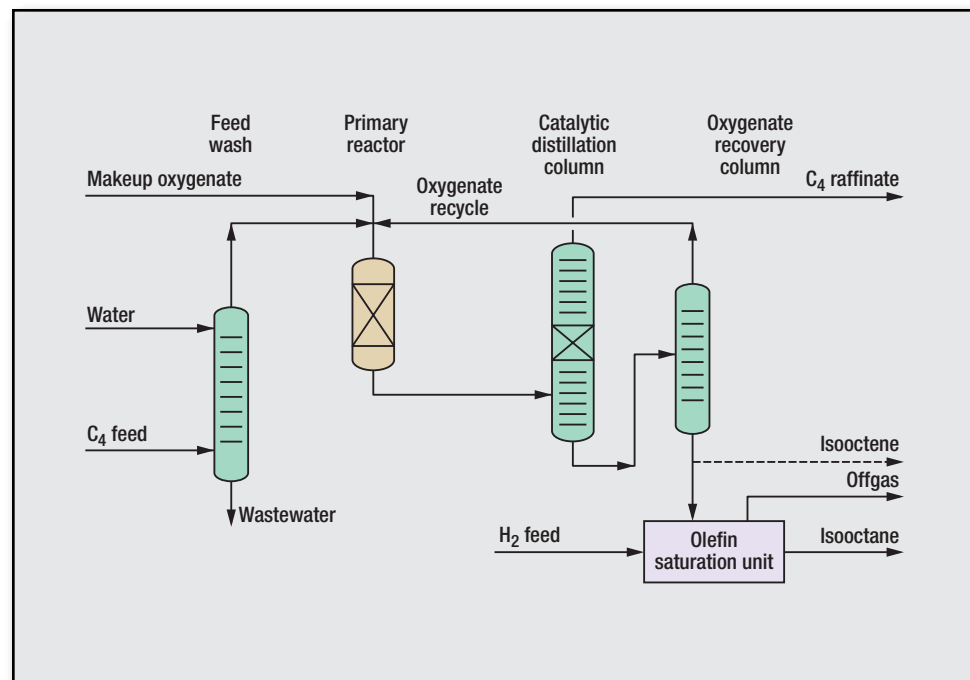 Feed
wash
Primary
reactor
Catalytic
distillation
column
Oxygenate
recovery
column
Makeup oxygenate
Oxygenate
recycle
C₄ raffinate
Water
C₄ feed
Wastewater
Isooctene
Offgas
H₂ feed
Olefin
saturation unit
Isooctane